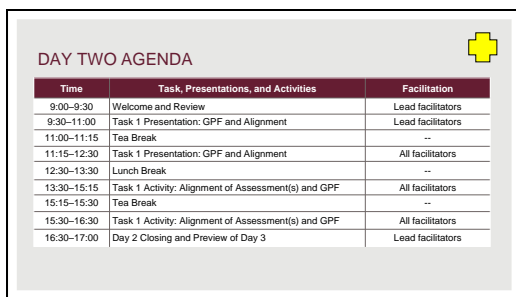 DAY TWO AGENDA
Time Task, Presentations, and Activities Facilitation
9:00–9:30 Welcome and Review Lead facilitators
9:30–11:00 Task 1 Presentation: GPF and Alignment Lead facilitators
11:00–11:15 Tea Break --
11:15–12:30 Task 1 Presentation: GPF and Alignment All facilitators
12:30–13:30 Lunch Break --
13:30–15:15 Task 1 Activity: Alignment of Assessment(s) and GPF All facilitators
15:15–15:30 Tea Break --
15:30–16:30 Task 1 Activity: Alignment of Assessment(s) and GPF All facilitators
16:30–17:00 Day 2 Closing and Preview of Day 3 Lead facilitators